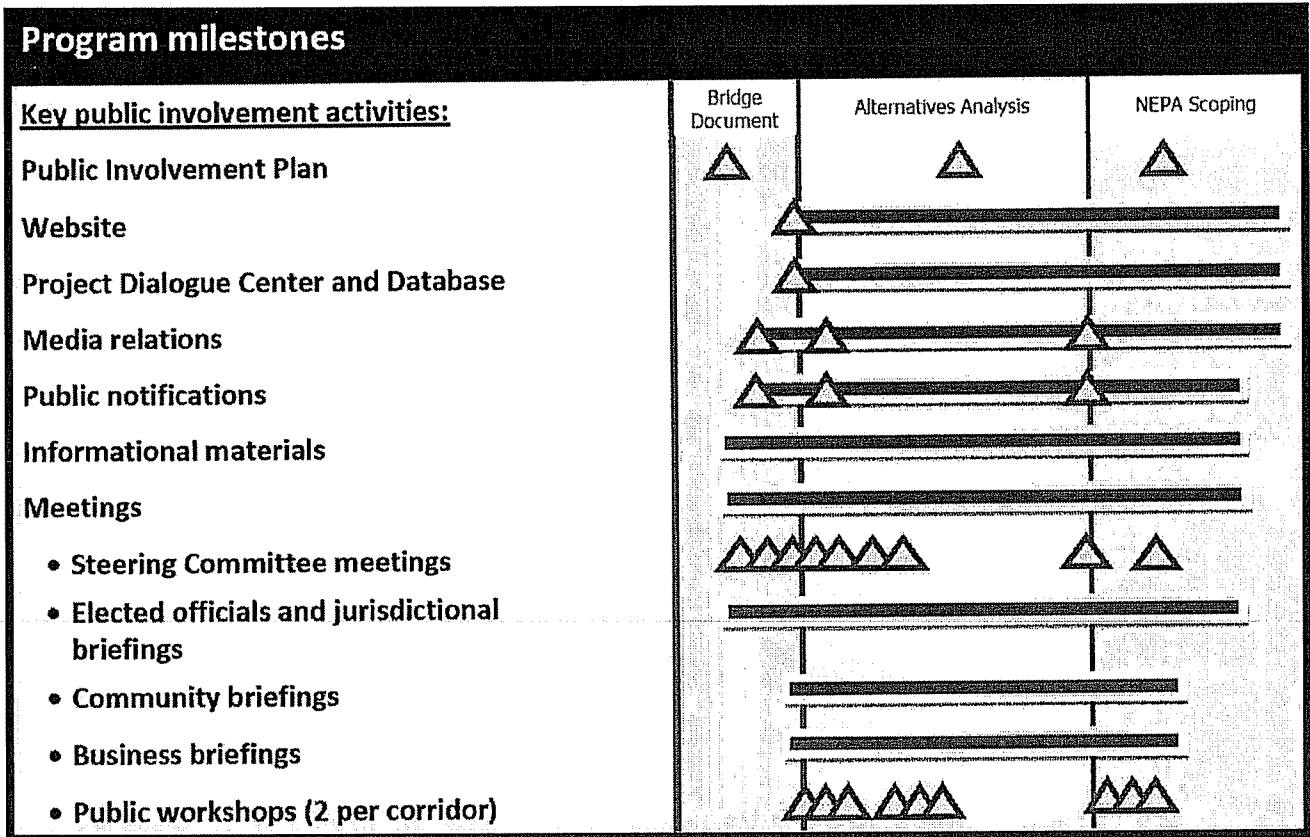 Program milestones
Key public involvement activities:
Bridge
Document
Alternatives Analysis
NEPA Scoping
Public Involvement Plan
Website
Project Dialogue Center and Database
Media relations
Public notifications
Informational materials
Meetings
• Steering Committee meetings
• Elected officials and jurisdictional
briefings
• Community briefings
• Business briefings
• Public workshops (2 per corridor)